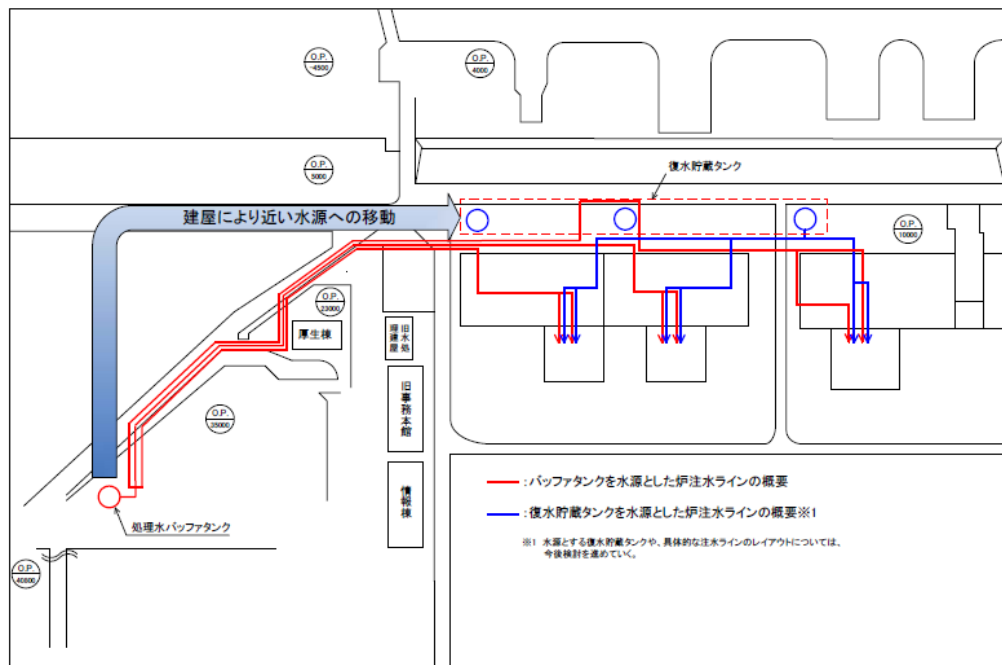 O.P.
-4500
O.P.
4000
O.P.
5000
復水貯蔵タンク
建屋により近い水源への移動
O.P.
10000
O.P.
23000
厚生棟
旧水処理建屋
O.P.
35000
旧事務本館
情報棟
処理水バッファタンク
O.P.
40800
:バッファタンクを水源とした炉注水ラインの概要
:復水貯蔵タンクを水源とした炉注水ラインの概要※1
※1 水源とする復水貯蔵タンクや、具体的な注水ラインのレイアウトについては、
今後検討を進めていく。